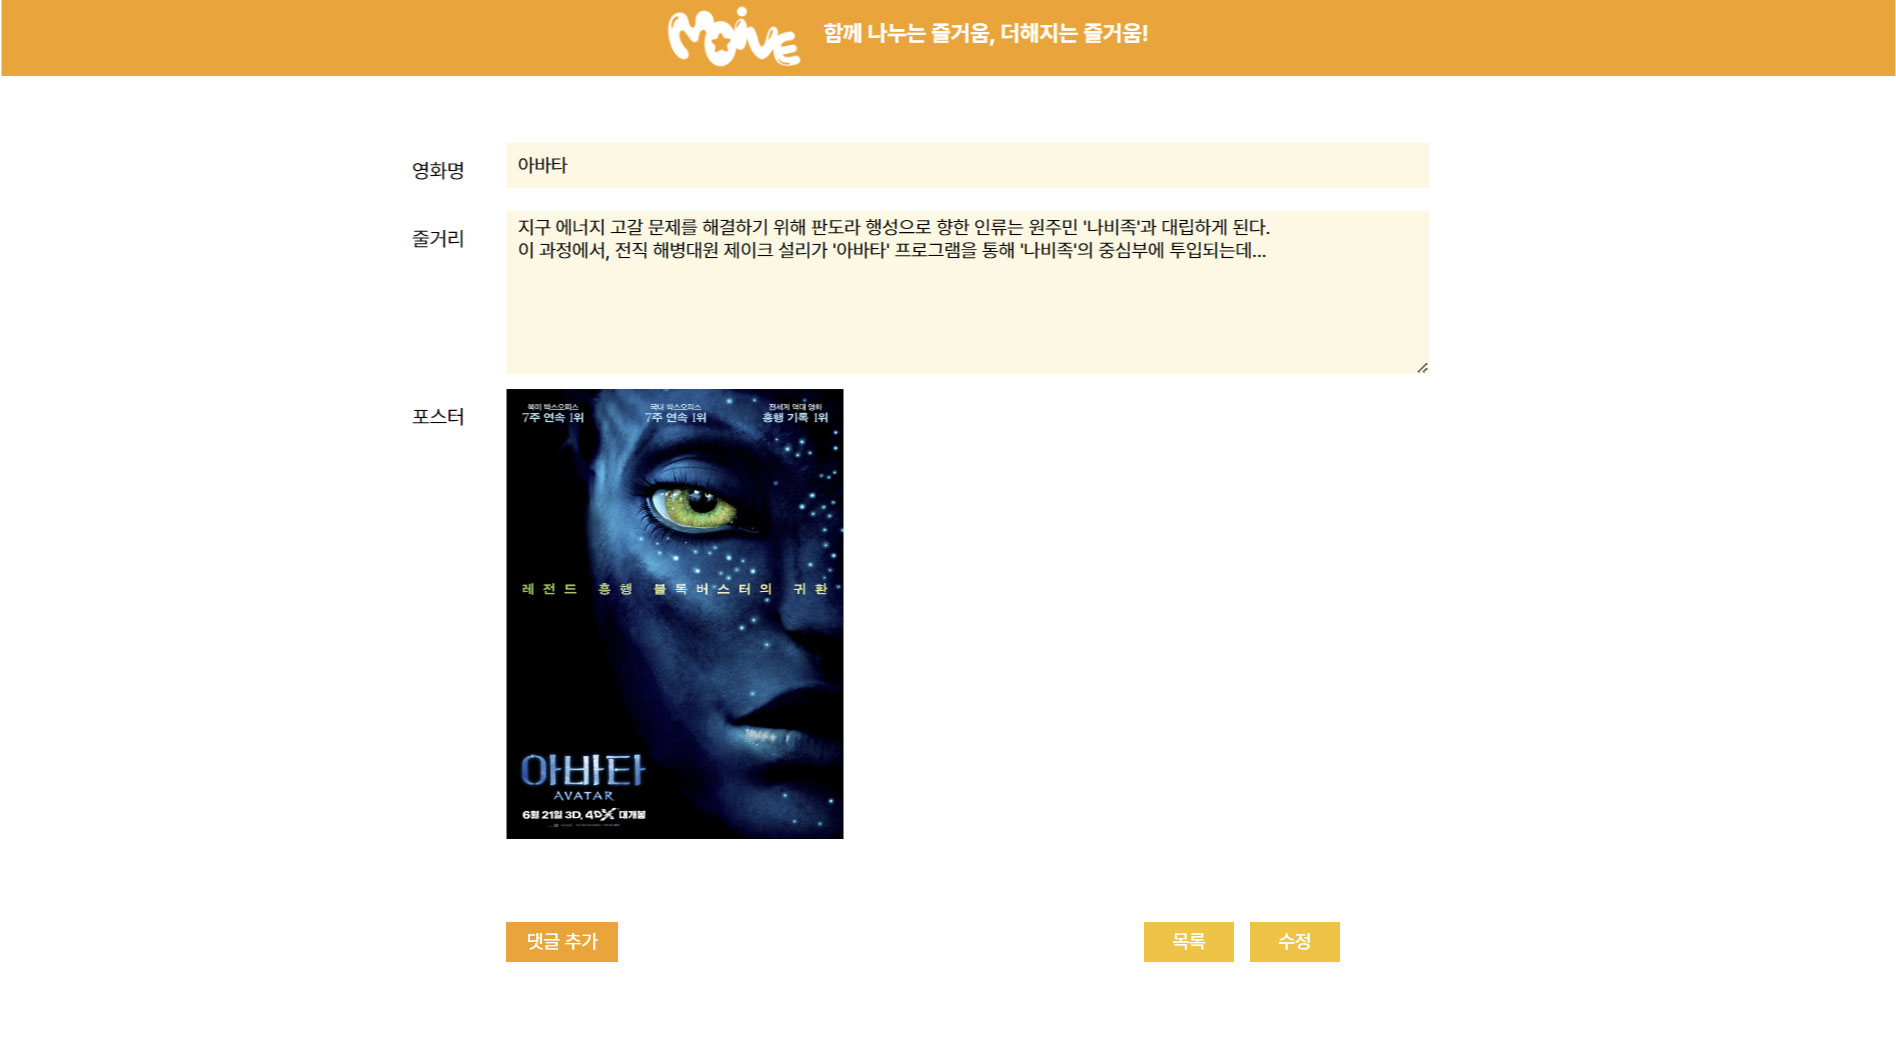 MOiVE
함께 나누는 즐거움, 더해지는 즐거움!
영화명
아바타
줄거리
지구 에너지 고갈 문제를 해결하기 위해 판도라 행성으로 향한 인류는 원주민 '나비족'과 대립하게 된다.
이 과정에서, 전직 해병대원 제이크 설리가 '아바타' 프로그램을 통해 '나비족'의 중심부에 투입되는데...
포스터
북미 박스오피스
7주 연속 1위
국내 박스오피스
7주 연속 1위
전세계 역대 영화
흥행 기록 1위
레전드 흥행 블록버스터의 귀환
아바타
AVATAR
6월 21일 3D, 4DX 대개봉
댓글 추가
목록
수정